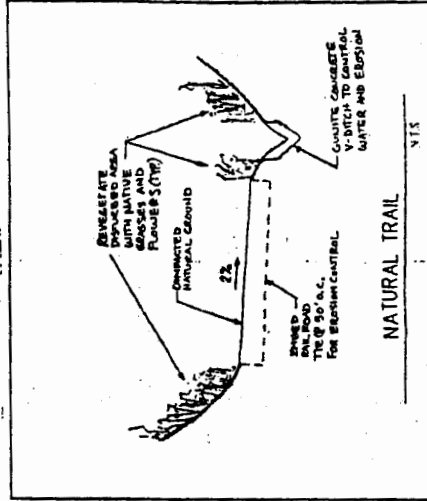 REVEGETATE
DISTURBED AREA
WITH NATIVE
GRASSES AND
FLOWERS (TYP)
COMPACTED
NATURAL GROUND
2%
EMBED
RAILROAD
TIE @ 50' O.C.
FOR EROSION CONTROL
GUNITE CONCRETE
V-DITCH TO CONTROL
WATER AND EROSION
NATURAL TRAIL
NTS